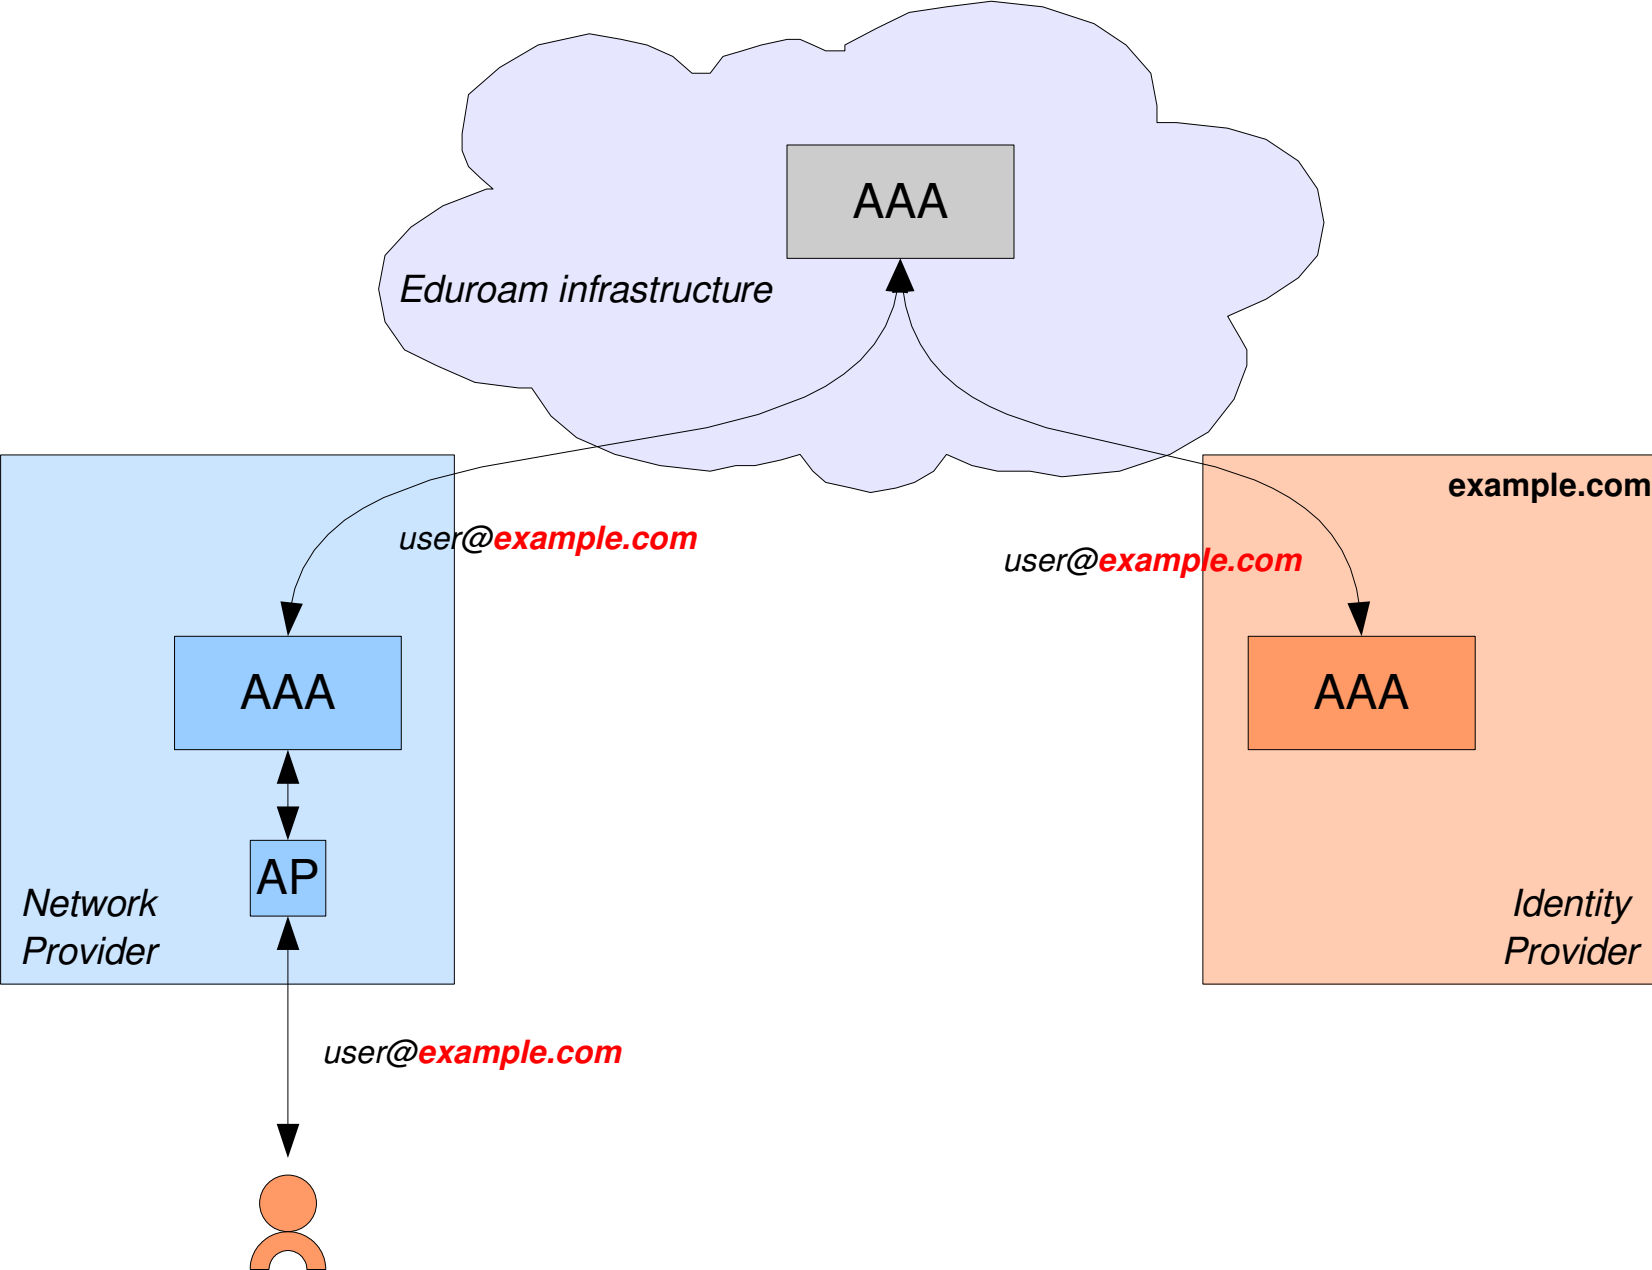 AAA
Eduroam infrastructure
example.com
user@example.com
user@example.com
AAA
AAA
AP
Network
Provider
Identity
Provider
user@example.com